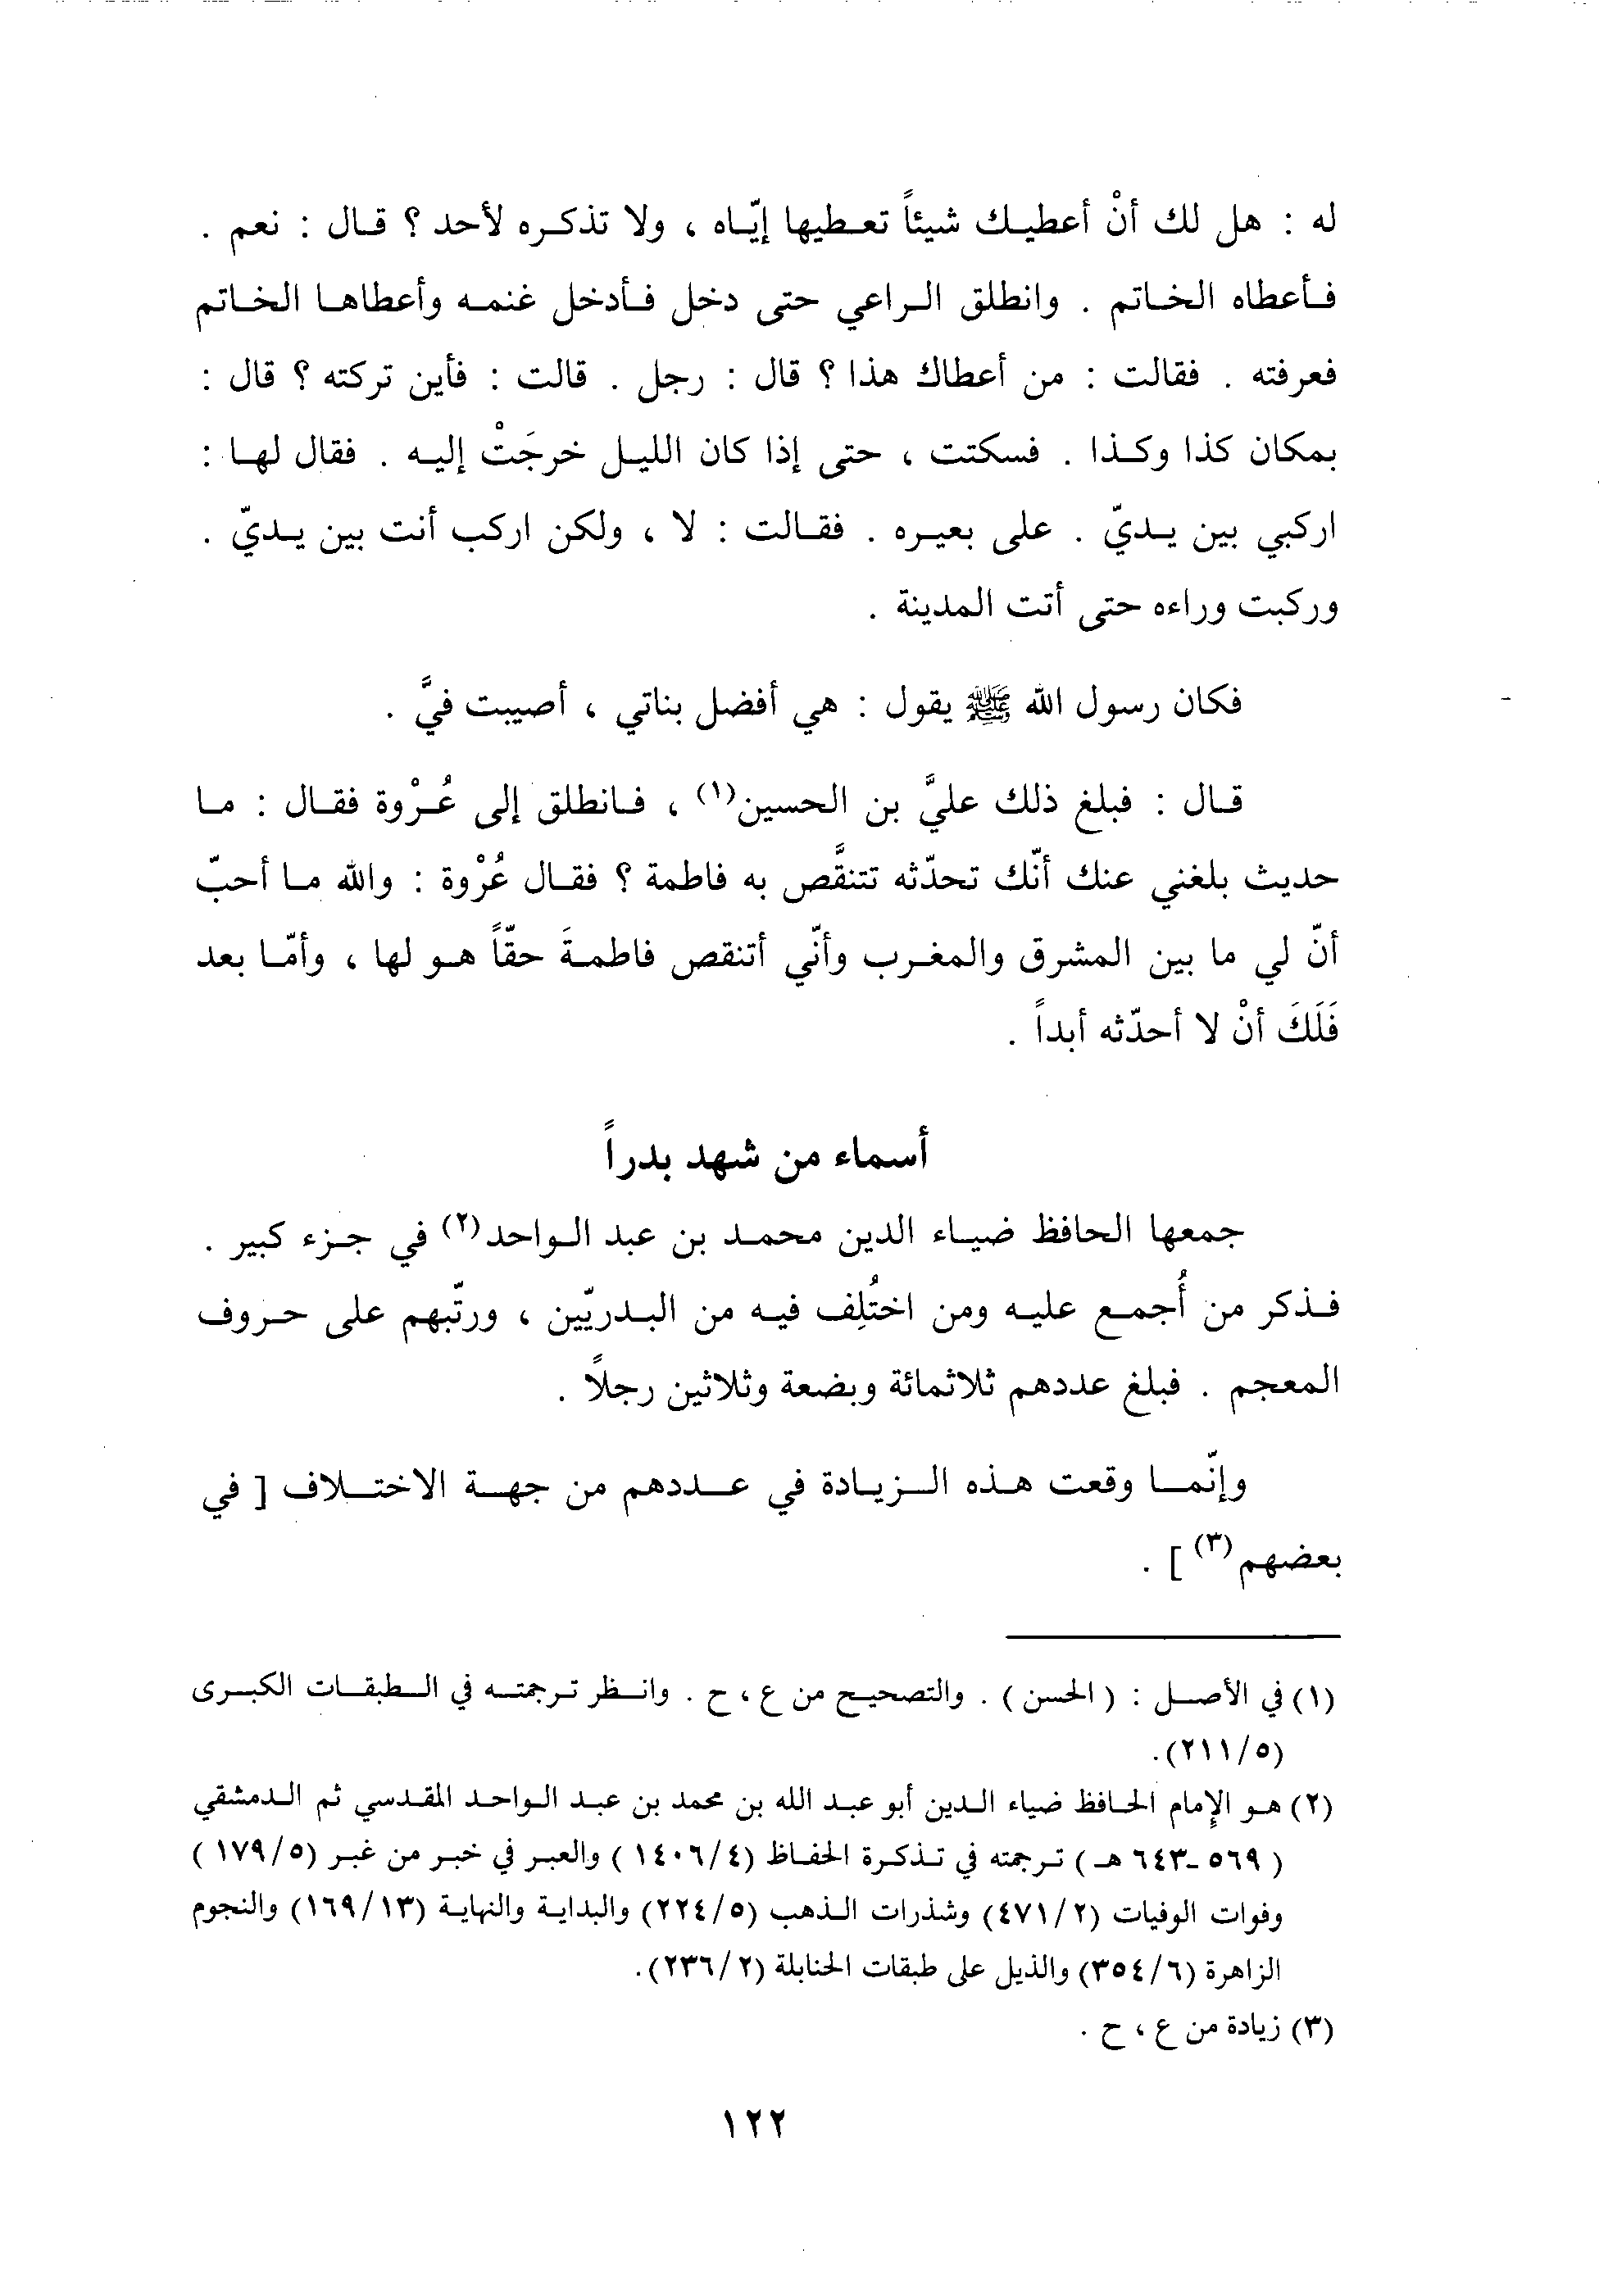 له : هل لك أنْ أعطيك شيئاً تعطيها إيّاه ، ولا تذكره لأحد ؟ قال : نعم .
فأعطاه الخاتم . وانطلق الراعي حتى دخل فأدخل غنمه وأعطاها الخاتم
فعرفته . فقالت : من أعطاك هذا ؟ قال : رجل . قالت : فأين تركته ؟ قال :
بمكان كذا وكذا . فسكتت ، حتى إذا كان الليل خرجَتْ إليه . فقال لها :
اركبي بين يديّ . على بعيره . فقالت : لا ، ولكن اركب أنت بين يديّ .
وركبت وراءه حتى أتت المدينة .
فكان رسول الله ﷺ يقول : هي أفضل بناتي ، أصيبت فيَّ .
قال : فبلغ ذلك عليَّ بن الحسين(١) ، فانطلق إلى عُرْوة فقال : ما
حديث بلغني عنك أنّك تحدّثه تتنقَّص به فاطمة ؟ فقال عُرْوة : والله ما أحبّ
أنّ لي ما بين المشرق والمغرب وأنّي أتنقص فاطمةَ حقّاً هو لها ، وأمّا بعد
فَلَكَ أنْ لا أحدّثه أبداً .
أسماء من شهد بدراً
جمعها الحافظ ضياء الدين محمد بن عبد الواحد(٢) في جزء كبير .
فذكر من أُجمع عليه ومن اختُلِف فيه من البدريّين ، ورتّبهم على حروف
المعجم . فبلغ عددهم ثلاثمائة وبضعة وثلاثين رجلاً .
وإنّما وقعت هذه الزيادة في عددهم من جهة الاختلاف [ في
بعضهم(٣) ] .
(١) في الأصل : ( الحسن ) . والتصحيح من ع ، ح . وانظر ترجمته في الطبقات الكبرى
(٥/٢١١).
(٢) هو الإمام الحافظ ضياء الدين أبو عبد الله بن محمد بن عبد الواحد المقدسي ثم الدمشقي
( ٥٦٩ -٦٤٣ هـ ) ترجمته في تذكرة الحفاظ (٤/١٤٠٦ ) والعبر في خبر من غبر (٥/١٧٩ )
وفوات الوفيات (٢/٤٧١) وشذرات الذهب (٥/٢٢٤) والبداية والنهاية (١٣/١٦٩) والنجوم
الزاهرة (٦/٣٥٤) والذيل على طبقات الحنابلة (٢/٢٣٦).
(٣) زيادة من ع ، ح .
١٢٢